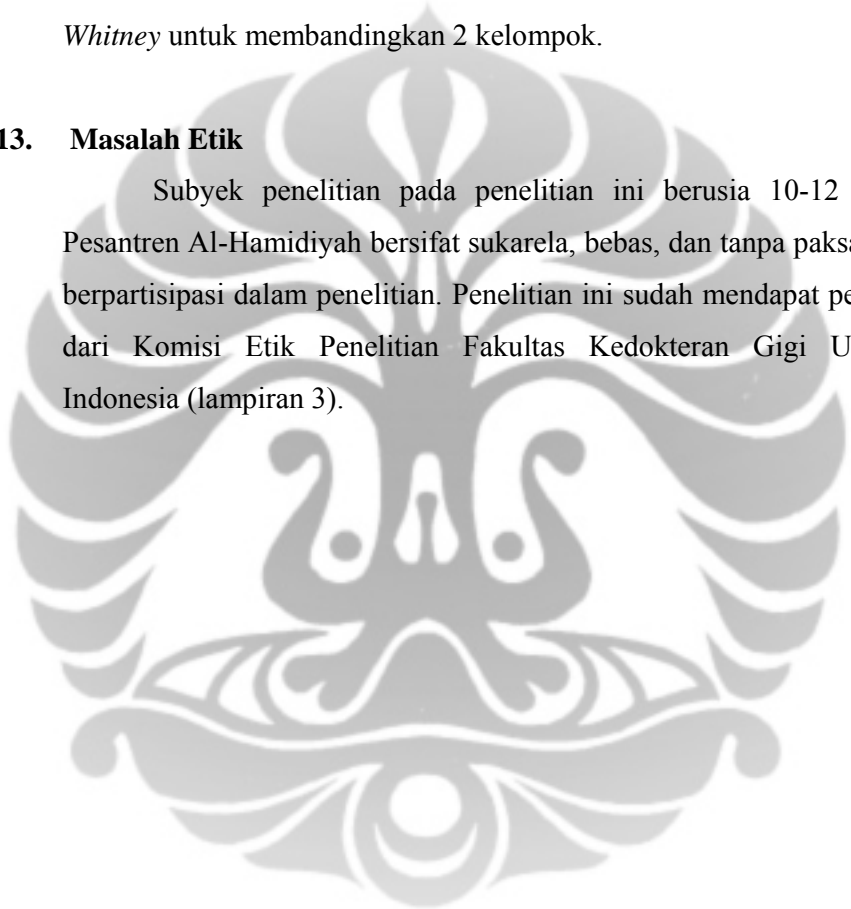 Whitney untuk membandingkan 2 kelompok.
13. Masalah Etik
Subyek penelitian pada penelitian ini berusia 10-12
Pesantren Al-Hamidiyah bersifat sukarela, bebas, dan tanpa
berpartisipasi dalam penelitian. Penelitian ini sudah mendapat
dari Komisi Etik Penelitian Fakultas Kedokteran Gigi
Indonesia (lampiran 3).